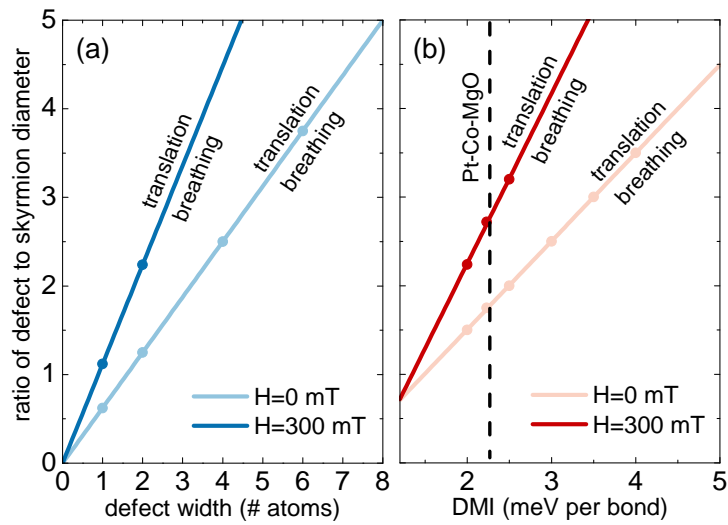 ratio of defect to skyrmion diameter
5
4
3
2
1
0
(a)
translation
breathing
translation
breathing
H=0 mT
H=300 mT
0 1 2 3 4 5 6 7 8
defect width (# atoms)
(b)
Pt-Co-MgO
translation
breathing
translation
breathing
H=0 mT
H=300 mT
2 3 4 5
DMI (meV per bond)